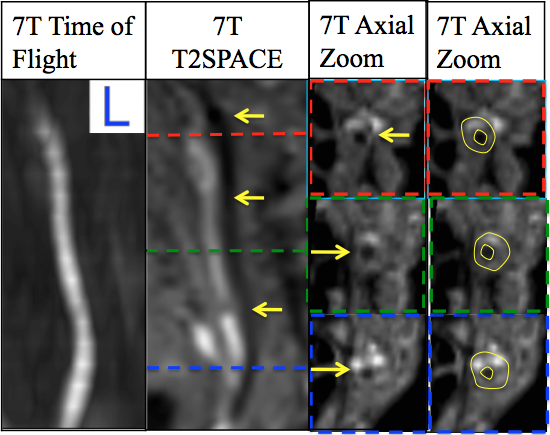 7T Time of
Flight
7T
T2SPACE
7T Axial
Zoom
7T Axial
Zoom
L